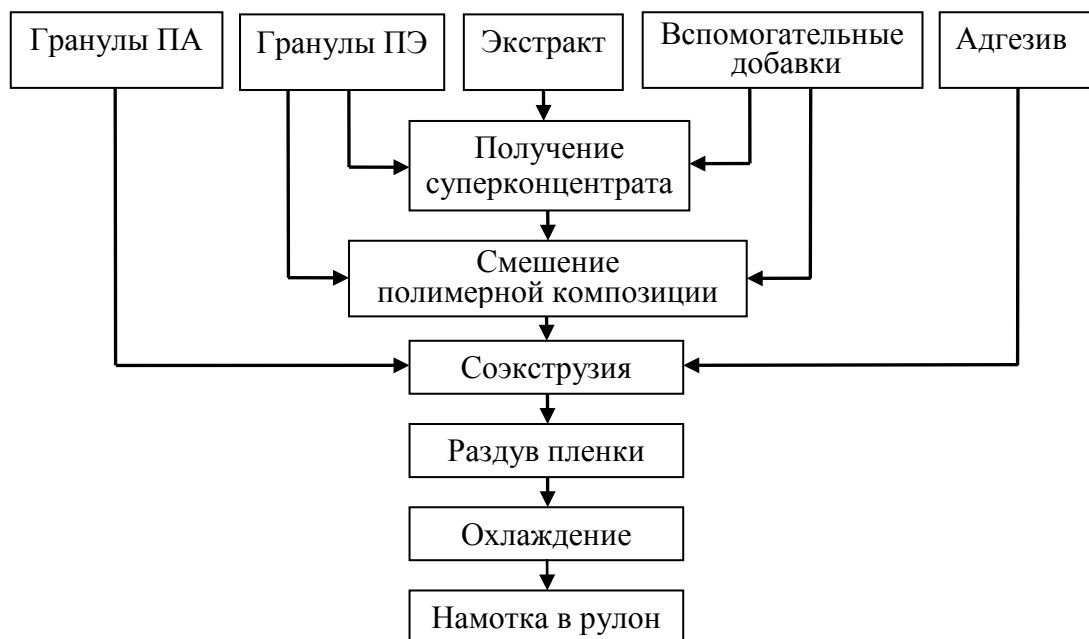 Гранулы ПА
Гранулы ПЭ
Экстракт
Вспомогательные
добавки
Адгезив
Получение
суперконцентрата
Смешение
полимерной композиции
Соэкструзия
Раздув пленки
Охлаждение
Намотка в рулон